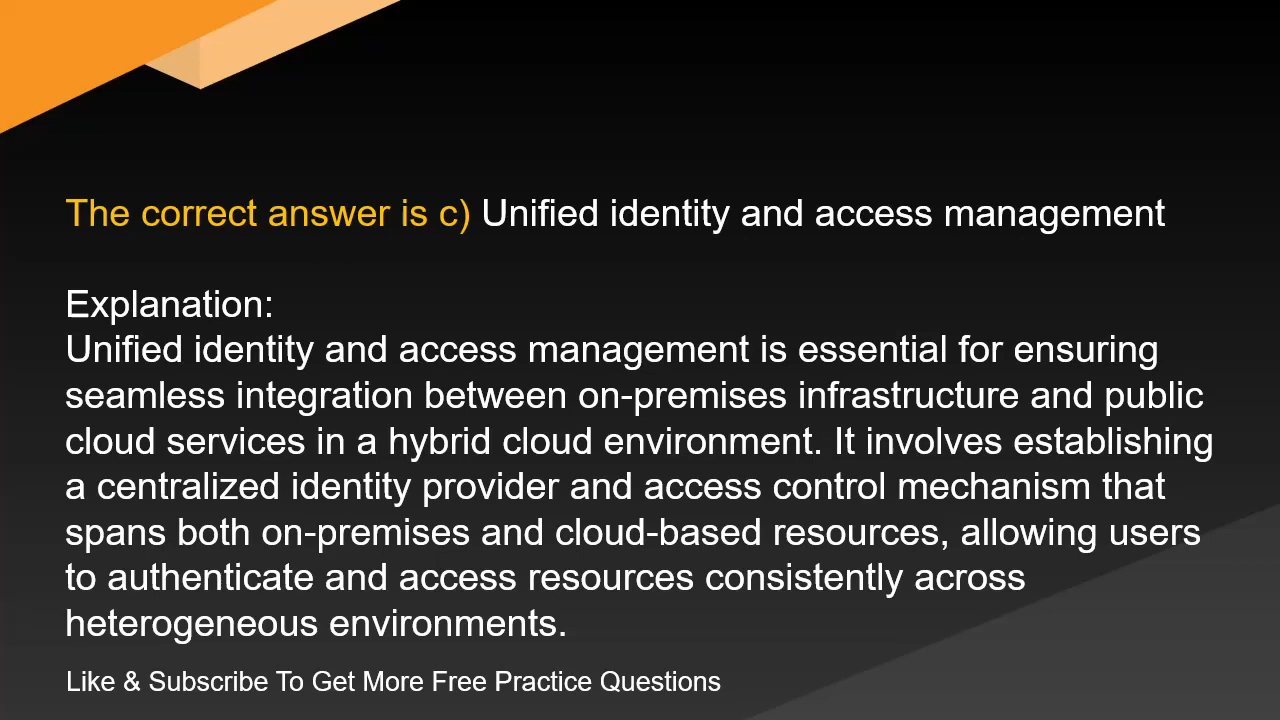 The correct answer is c) Unified identity and access management
Explanation:
Unified identity and access management is essential for ensuring
seamless integration between on-premises infrastructure and public
cloud services in a hybrid cloud environment. It involves establishing
a centralized identity provider and access control mechanism that
spans both on-premises and cloud-based resources, allowing users
to authenticate and access resources consistently across
heterogeneous environments.
Like & Subscribe To Get More Free Practice Questions